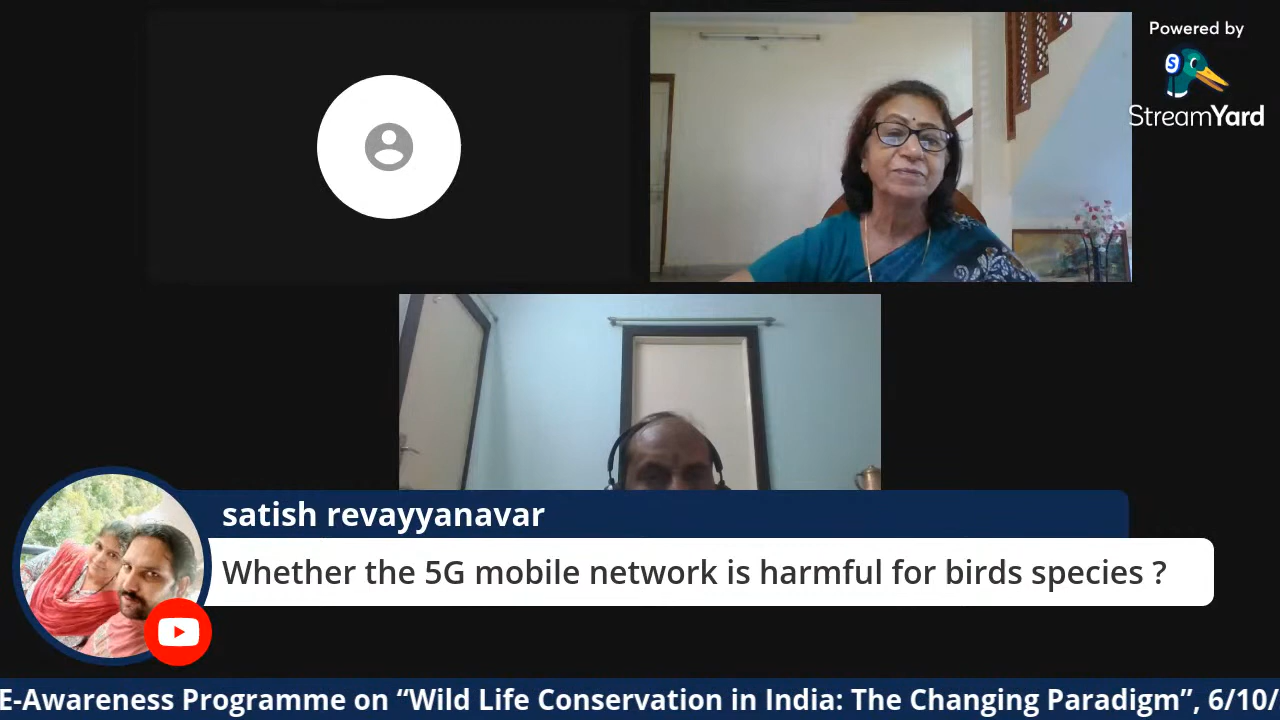 Powered by
StreamYard
satish revayyanavar
Whether the 5G mobile network is harmful for birds species ?
E-Awareness Programme on “Wild Life Conservation in India: The Changing Paradigm”, 6/10/